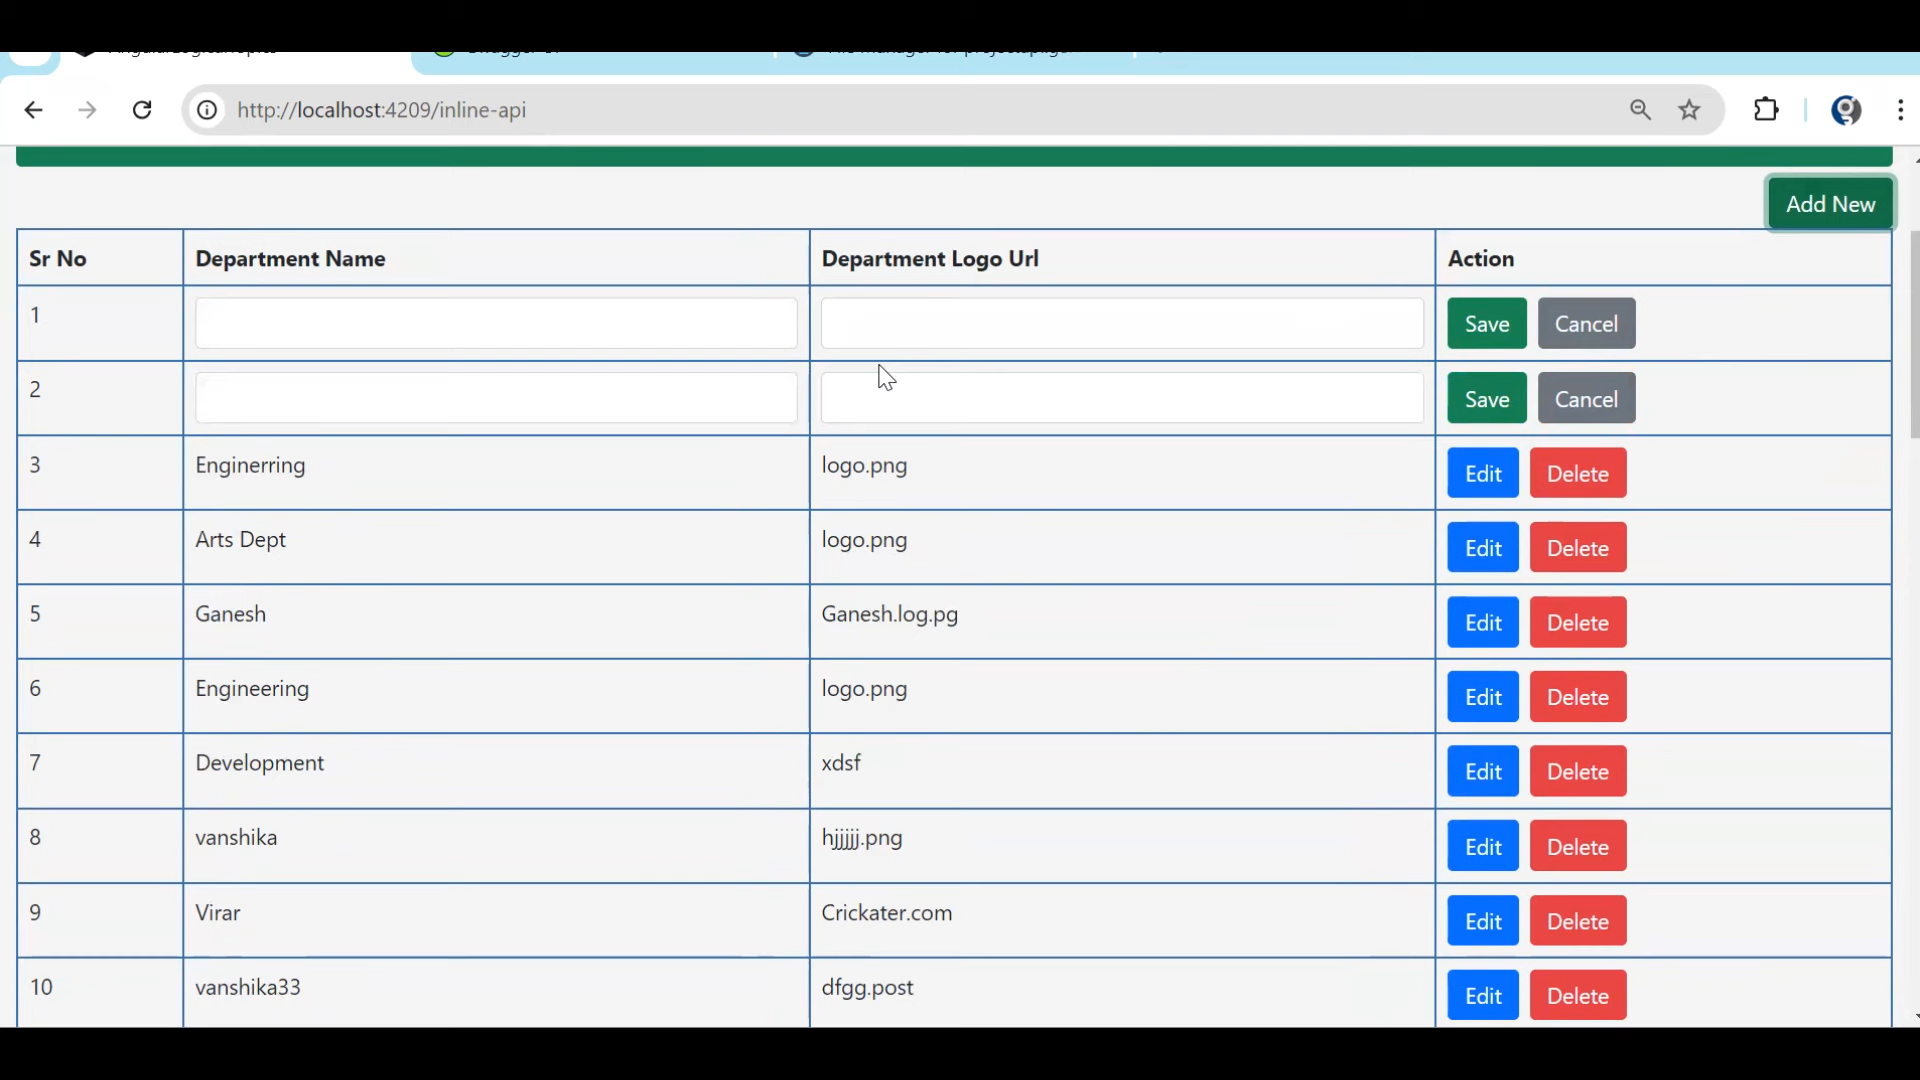 http://localhost:4209/inline-api
Add New
Sr No Department Name Department Logo Url Action
1 Save Cancel
2 Save Cancel
3 Enginerring logo.png Edit Delete
4 Arts Dept logo.png Edit Delete
5 Ganesh Ganesh.log.pg Edit Delete
6 Engineering logo.png Edit Delete
7 Development xdsf Edit Delete
8 vanshika hjjjjj.png Edit Delete
9 Virar Crickater.com Edit Delete
10 vanshika33 dfgg.post Edit Delete